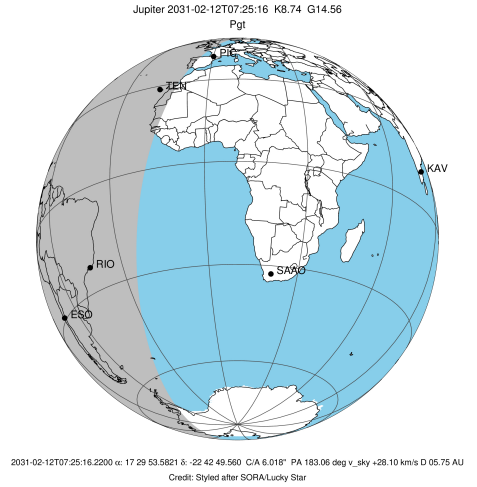 Jupiter 2031-02-12T07:25:16 K8.74 G14.56
Pgt
PIC
TEN
KAV
RIO
SAAO
ESO
2031-02-12T07:25:16.2200 α: 17 29 53.5821 δ: -22 42 49.560 C/A 6.018" PA 183.06 deg v_sky +28.10 km/s D 05.75 AU
Credit: Styled after SORA/Lucky Star